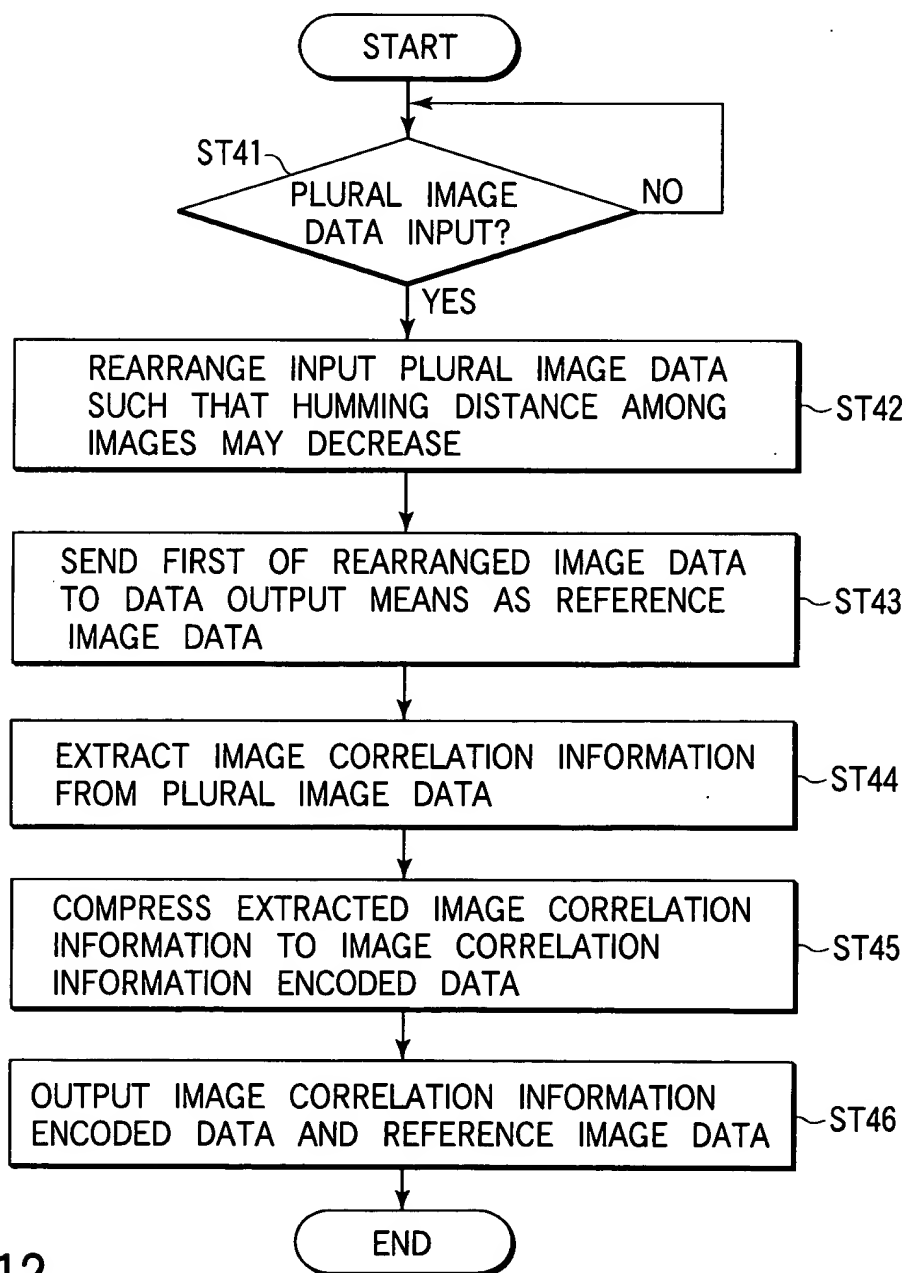 START
ST41
PLURAL IMAGE
DATA INPUT?
NO
YES
REARRANGE INPUT PLURAL IMAGE DATA
SUCH THAT HUMMING DISTANCE AMONG
IMAGES MAY DECREASE
ST42
SEND FIRST OF REARRANGED IMAGE DATA
TO DATA OUTPUT MEANS AS REFERENCE
IMAGE DATA
ST43
EXTRACT IMAGE CORRELATION INFORMATION
FROM PLURAL IMAGE DATA
ST44
COMPRESS EXTRACTED IMAGE CORRELATION
INFORMATION TO IMAGE CORRELATION
INFORMATION ENCODED DATA
ST45
OUTPUT IMAGE CORRELATION INFORMATION
ENCODED DATA AND REFERENCE IMAGE DATA
ST46
END
12